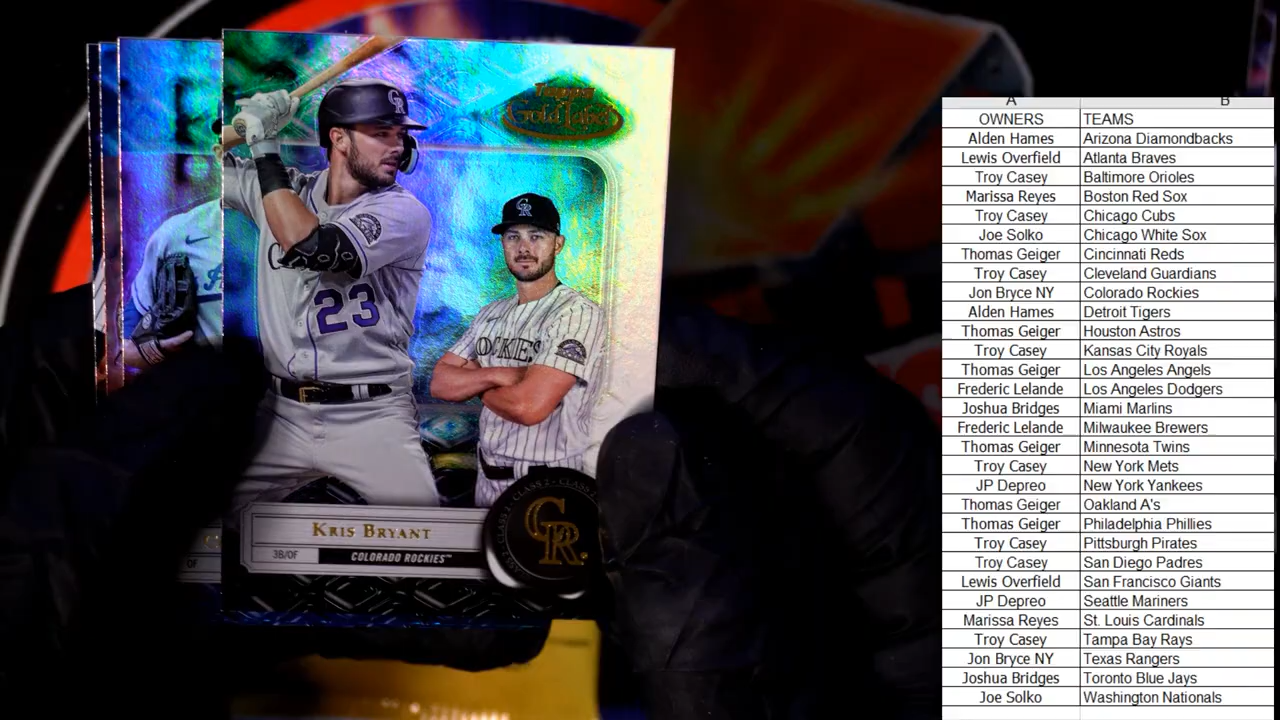 Topps
Gold Label
23
ROCKIES
CLASS 1 · CLASS 2 · CLASS
KRIS BRYANT
3B/OF
COLORADO ROCKIES™
CR
OF
A B
OWNERS TEAMS
Alden Hames Arizona Diamondbacks
Lewis Overfield Atlanta Braves
Troy Casey Baltimore Orioles
Marissa Reyes Boston Red Sox
Troy Casey Chicago Cubs
Joe Solko Chicago White Sox
Thomas Geiger Cincinnati Reds
Troy Casey Cleveland Guardians
Jon Bryce NY Colorado Rockies
Alden Hames Detroit Tigers
Thomas Geiger Houston Astros
Troy Casey Kansas City Royals
Thomas Geiger Los Angeles Angels
Frederic Lelande Los Angeles Dodgers
Joshua Bridges Miami Marlins
Frederic Lelande Milwaukee Brewers
Thomas Geiger Minnesota Twins
Troy Casey New York Mets
JP Depreo New York Yankees
Thomas Geiger Oakland A's
Thomas Geiger Philadelphia Phillies
Troy Casey Pittsburgh Pirates
Troy Casey San Diego Padres
Lewis Overfield San Francisco Giants
JP Depreo Seattle Mariners
Marissa Reyes St. Louis Cardinals
Troy Casey Tampa Bay Rays
Jon Bryce NY Texas Rangers
Joshua Bridges Toronto Blue Jays
Joe Solko Washington Nationals